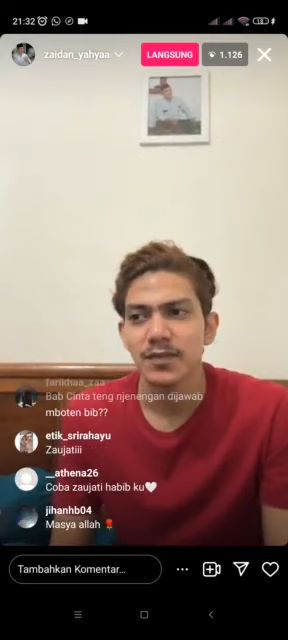 21:32
zaidan_yahyaa
LANGSUNG
1.126
farikhaa_zaa
Bab Cinta teng njenengan dijawab
mboten bib??
etik_srirahayu
Zaujatiii
__athena26
Coba zaujati habib ku🤍
jihanhb04
Masya allah 🌹
Tambahkan Komentar...